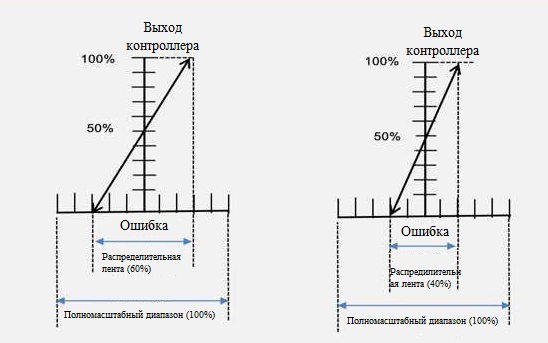 Выход
контроллера
100%
50%
Ошибка
Распределительная
лента (60%)
Полномасштабный диапазон (100%)
Выход
контроллера
100%
50%
Ошибка
Распредилительн
ая лента (40%)
Полномасштабный диапазон (100%)